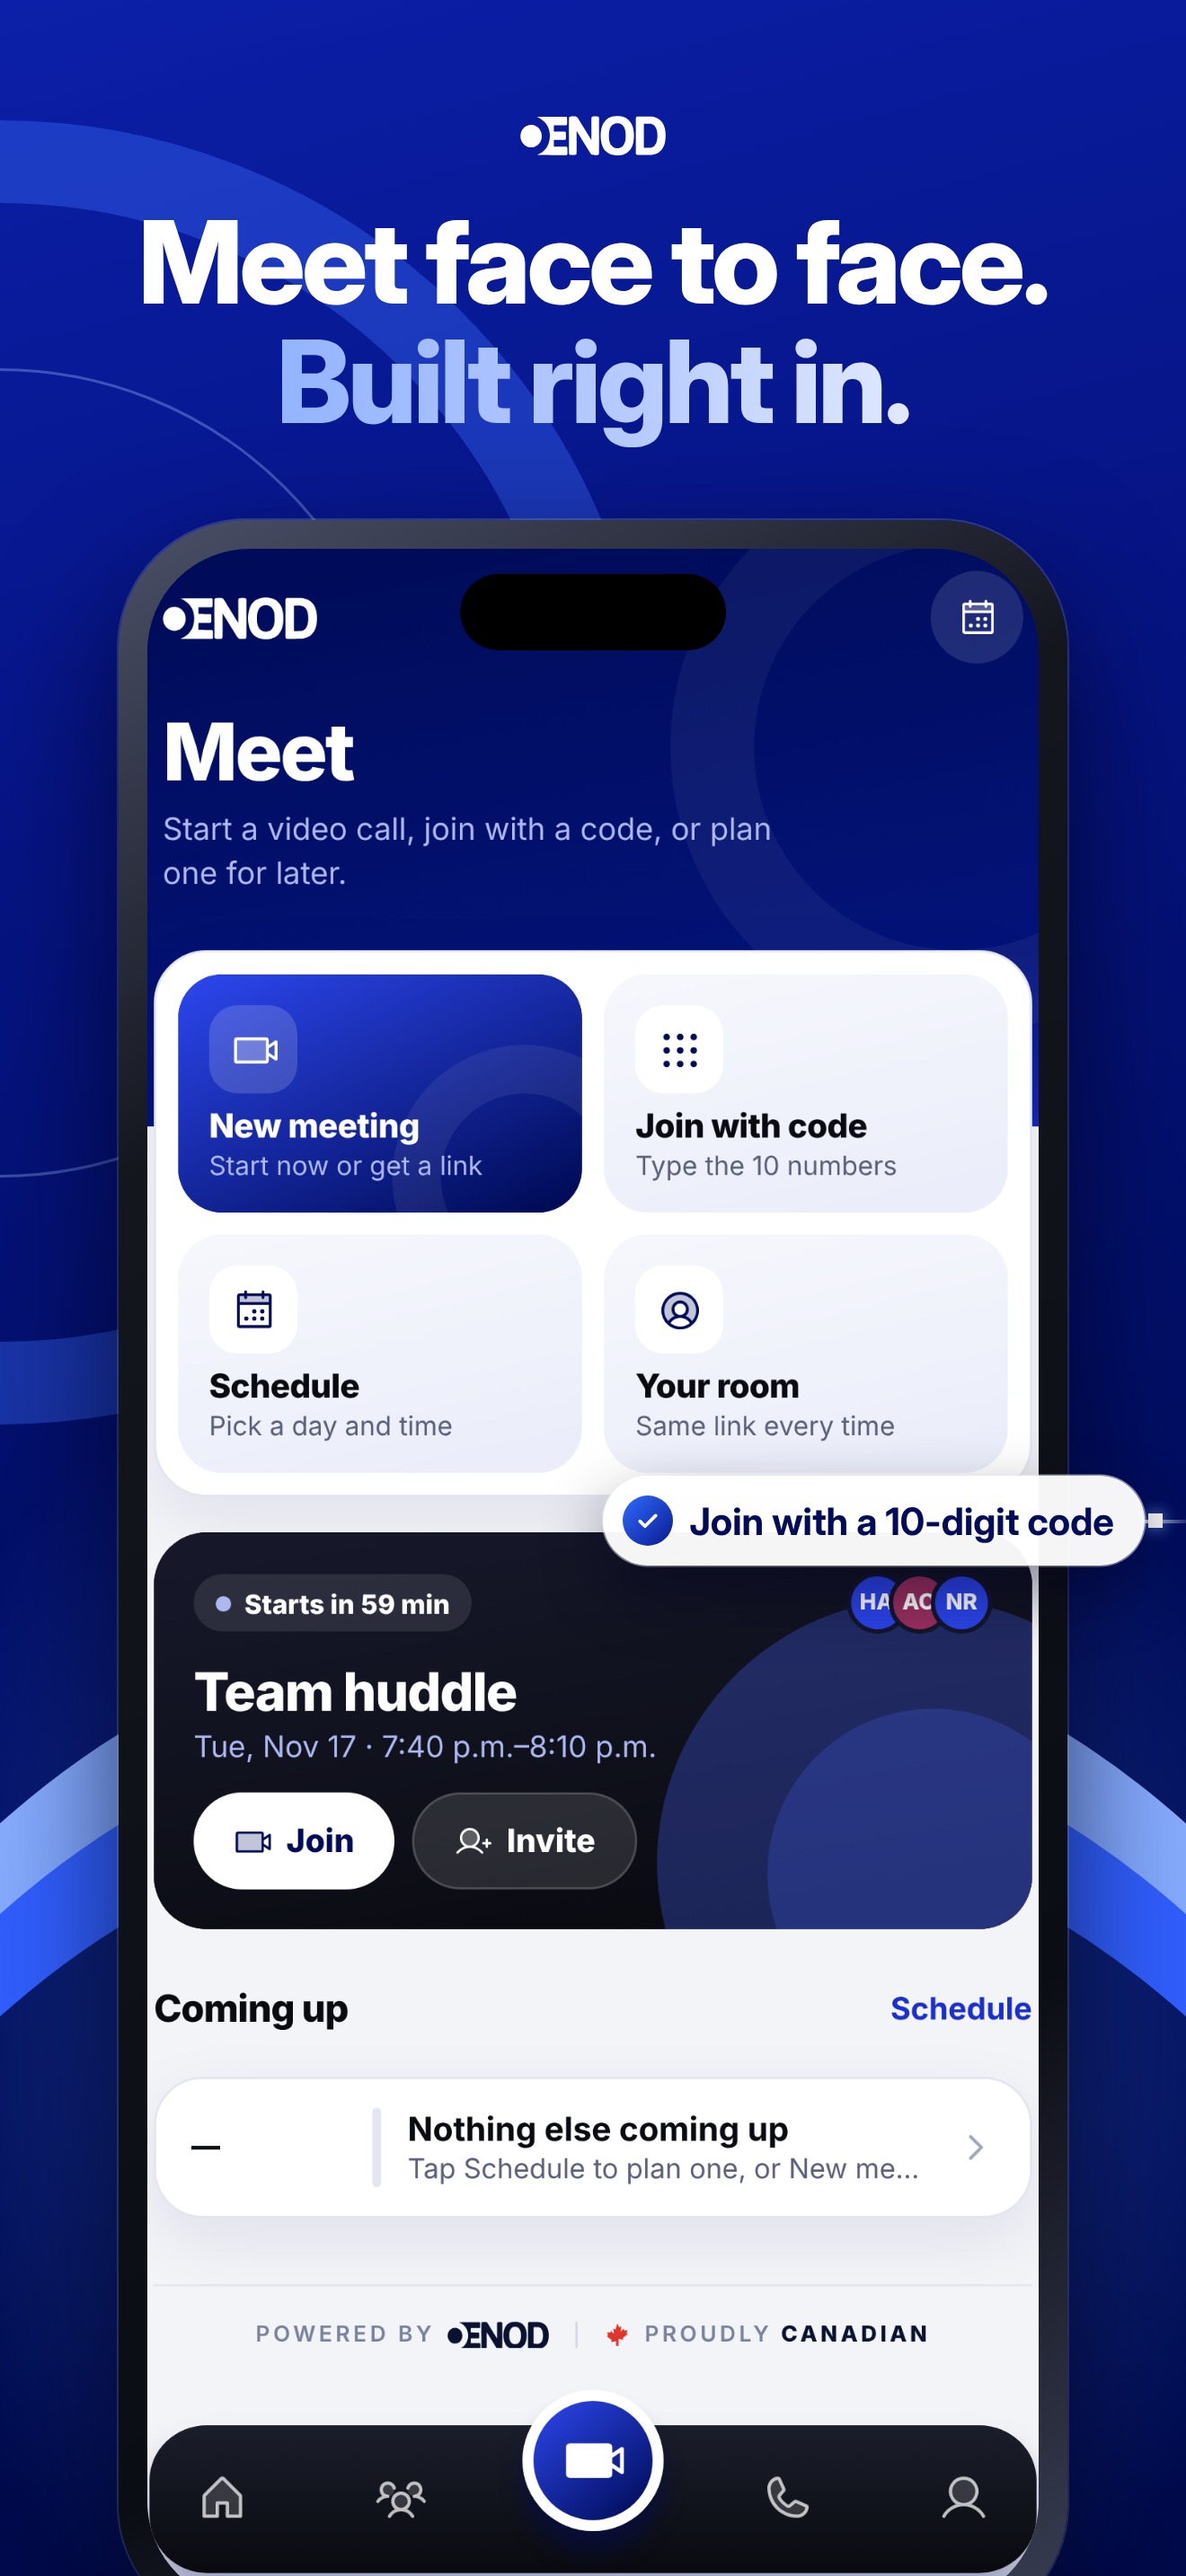 ENOD
Meet face to face.
Built right in.
ENOD
Meet
Start a video call, join with a code, or plan
one for later.
New meeting
Start now or get a link
Join with code
Type the 10 numbers
Schedule
Pick a day and time
Your room
Same link every time
Join with a 10-digit code
Starts in 59 min
HA AC NR
Team huddle
Tue, Nov 17 · 7:40 p.m.–8:10 p.m.
Join
Invite
Coming up
Schedule
—
Nothing else coming up
Tap Schedule to plan one, or New me...
POWERED BY ENOD | PROUDLY CANADIAN